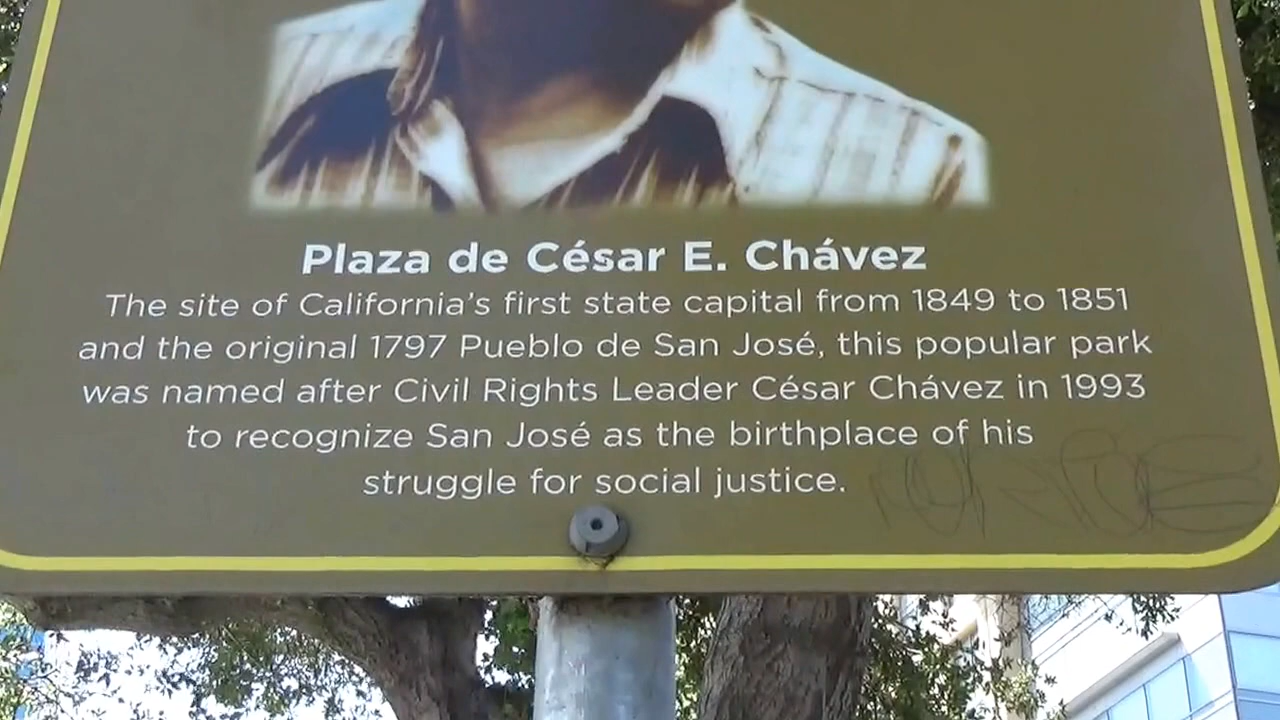 Plaza de César E. Chávez
The site of California's first state capital from 1849 to 1851
and the original 1797 Pueblo de San José, this popular park
was named after Civil Rights Leader César Chávez in 1993
to recognize San José as the birthplace of his
struggle for social justice.